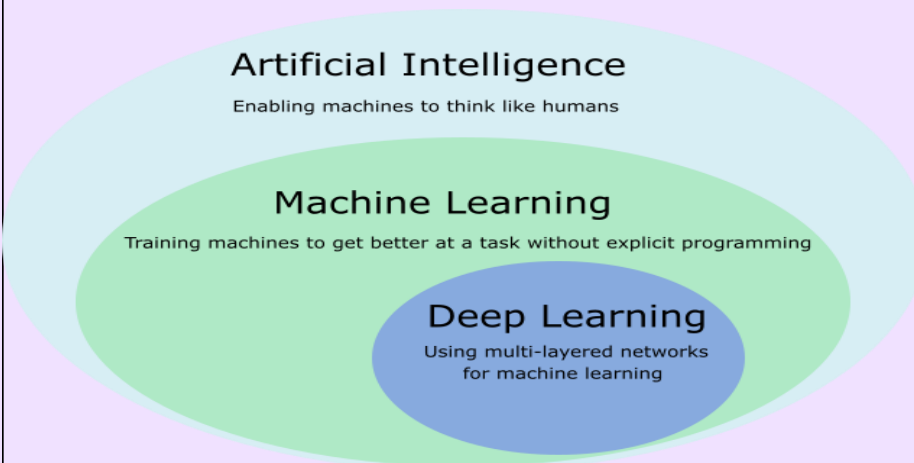 Artificial Intelligence
Enabling machines to think like humans
Machine Learning
Training machines to get better at a task without explicit programming
Deep Learning
Using multi-layered networks
for machine learning